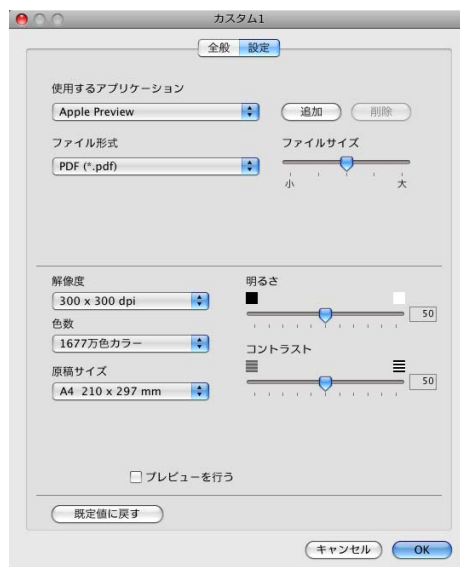 カスタム1
全般 設定
使用するアプリケーション
Apple Preview 追加 削除
ファイル形式 ファイルサイズ
PDF (*.pdf)
小 大
解像度 明るさ
300 x 300 dpi 50
色数
1677万色カラー コントラスト
原稿サイズ
A4 210 x 297 mm 50
プレビューを行う
既定値に戻す
キャンセル OK